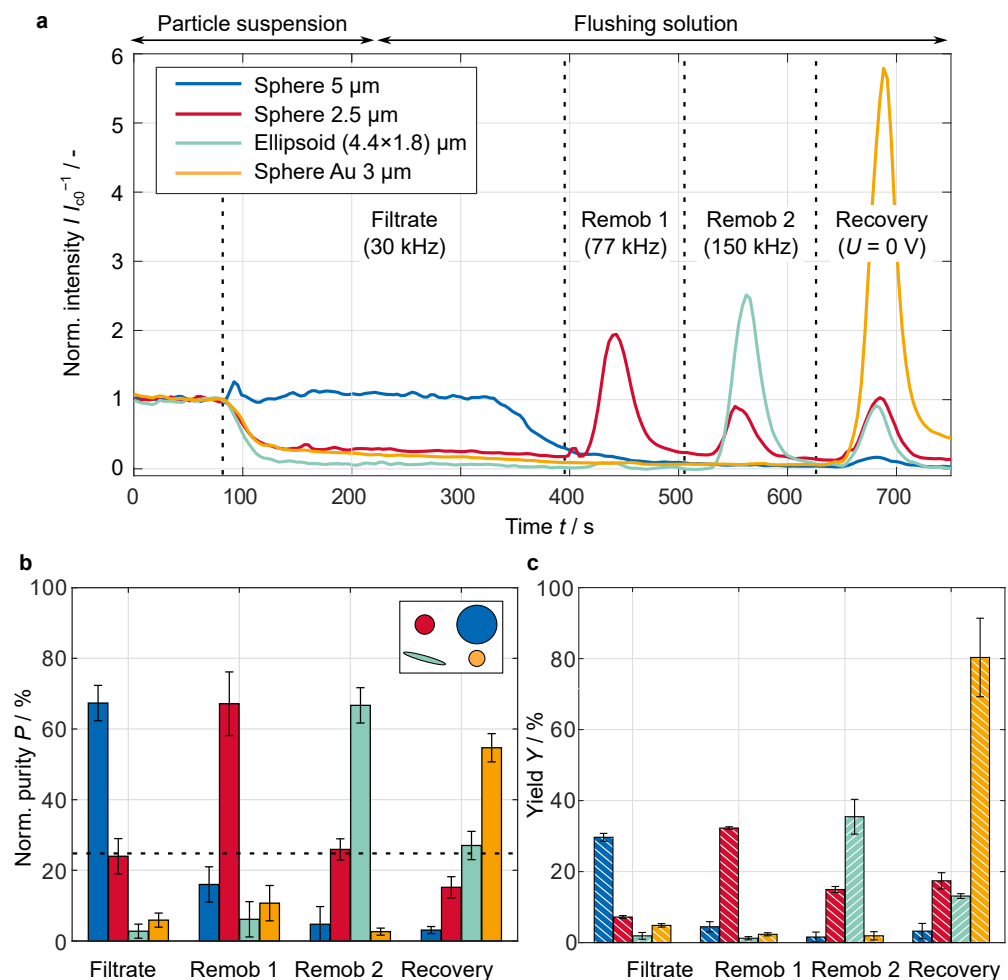 a
Particle suspension
Flushing solution
6
5
4
3
2
1
0
Norm. intensity I I_c0^−1 / -
Sphere 5 µm
Sphere 2.5 µm
Ellipsoid (4.4×1.8) µm
Sphere Au 3 µm
Filtrate
(30 kHz)
Remob 1
(77 kHz)
Remob 2
(150 kHz)
Recovery
(U = 0 V)
0 100 200 300 400 500 600 700
Time t / s
b
100
80
60
40
20
0
Norm. purity P / %
Filtrate Remob 1 Remob 2 Recovery
c
100
80
60
40
20
0
Yield Y / %
Filtrate Remob 1 Remob 2 Recovery